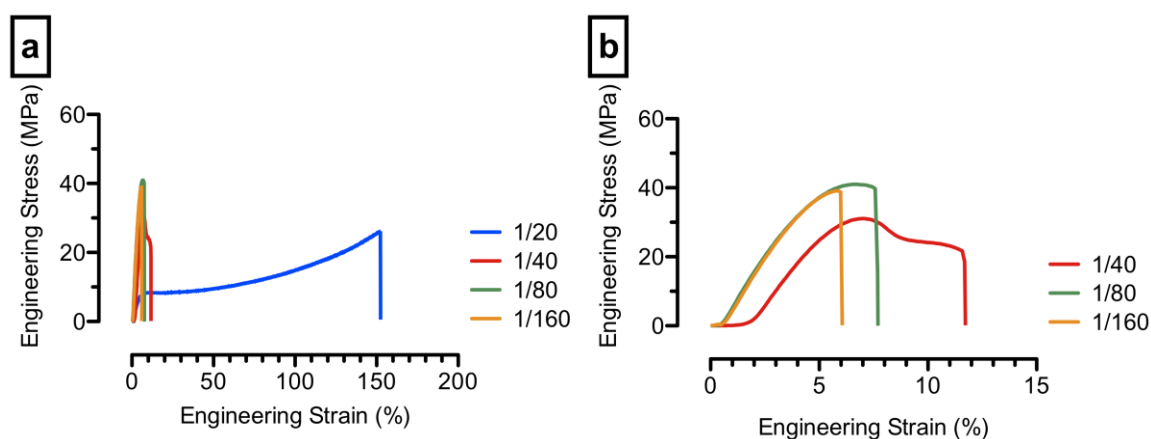 a
Engineering Stress (MPa)
60
40
20
0
0 50 100 150 200
Engineering Strain (%)
1/20
1/40
1/80
1/160
b
Engineering Stress (MPa)
60
40
20
0
0 5 10 15
Engineering Strain (%)
1/40
1/80
1/160